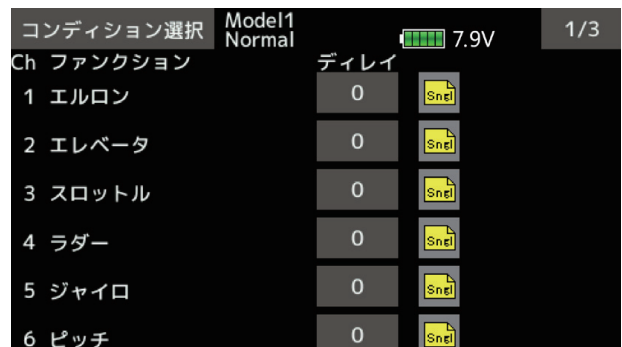 コンディション選択 Model1 Normal 7.9V 1/3
Ch ファンクション ディレイ
1 エルロン 0 Sngl
2 エレベータ 0 Sngl
3 スロットル 0 Sngl
4 ラダー 0 Sngl
5 ジャイロ 0 Sngl
6 ピッチ 0 Sngl